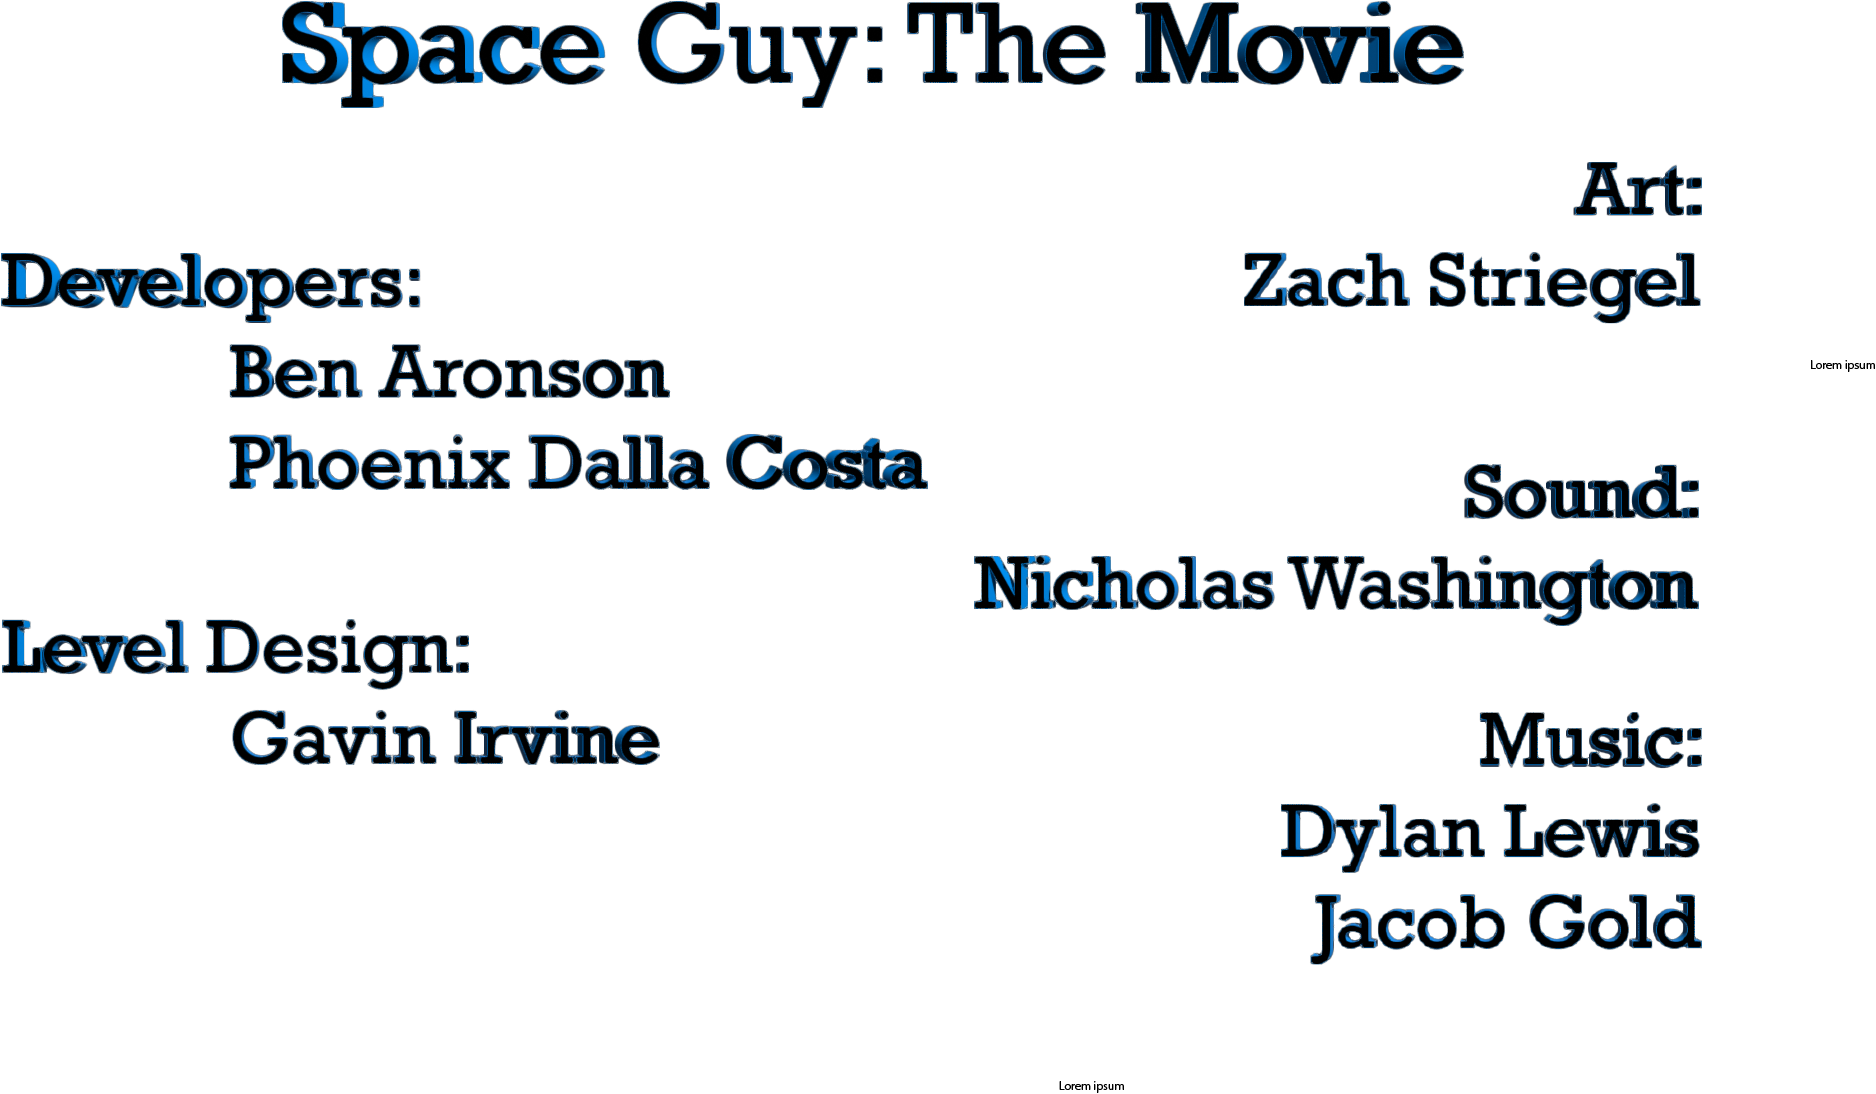 Space Guy: The Movie
Developers:
Ben Aronson
Phoenix Dalla Costa
Level Design:
Gavin Irvine
Art:
Zach Striegel
Lorem ipsum
Sound:
Nicholas Washington
Music:
Dylan Lewis
Jacob Gold
Lorem ipsum